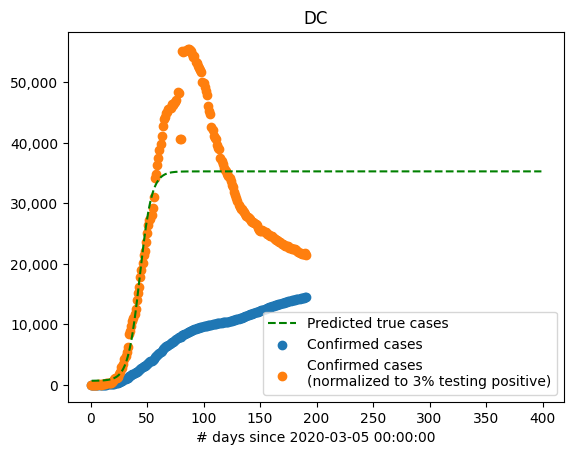 DC
50,000
40,000
30,000
20,000
10,000
0
Predicted true cases
Confirmed cases
Confirmed cases
(normalized to 3% testing positive)
0 50 100 150 200 250 300 350 400
# days since 2020-03-05 00:00:00